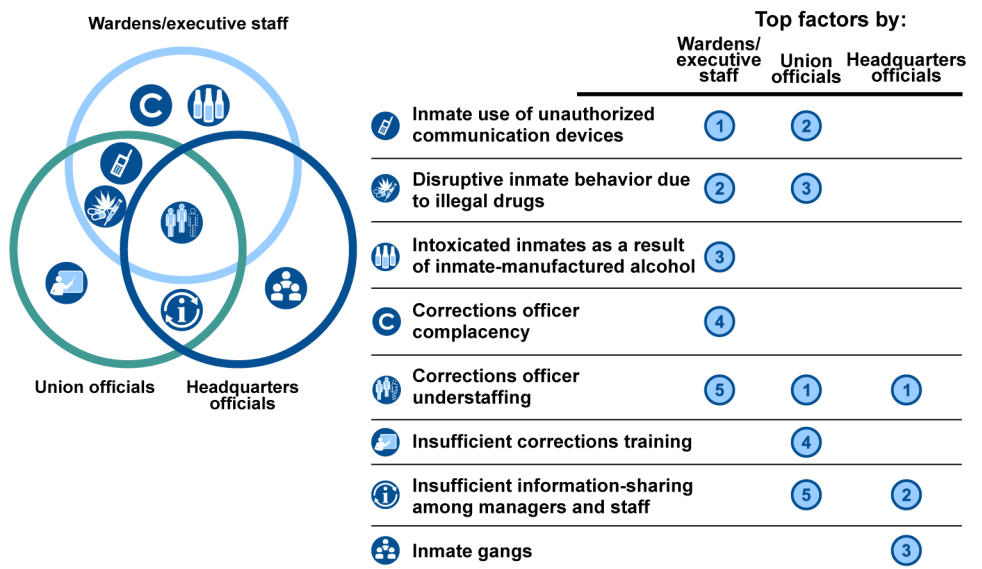 Wardens/executive staff
Union officials
Headquarters
officials
Top factors by:
Wardens/
executive
staff
Union
officials
Headquarters
officials
Inmate use of unauthorized
communication devices
1
2
Disruptive inmate behavior due
to illegal drugs
2
3
Intoxicated inmates as a result
of inmate-manufactured alcohol
3
C
Corrections officer
complacency
4
Corrections officer
understaffing
5
1
1
Insufficient corrections training
4
i
Insufficient information-sharing
among managers and staff
5
2
Inmate gangs
3
C
i